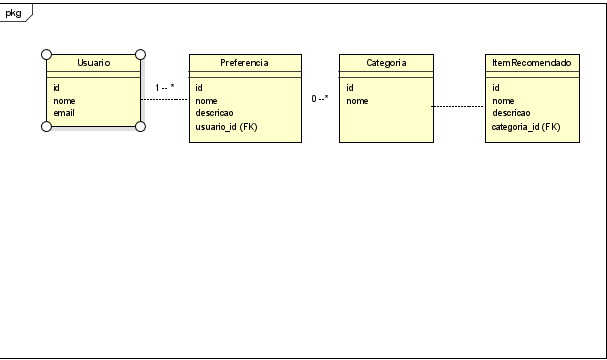 pkg
Usuario
id
nome
email
1 -- *
Preferencia
id
nome
descricao
usuario_id (FK)
0 --*
Categoria
id
nome
ItemRecomendado
id
nome
descricao
categoria_id (FK)